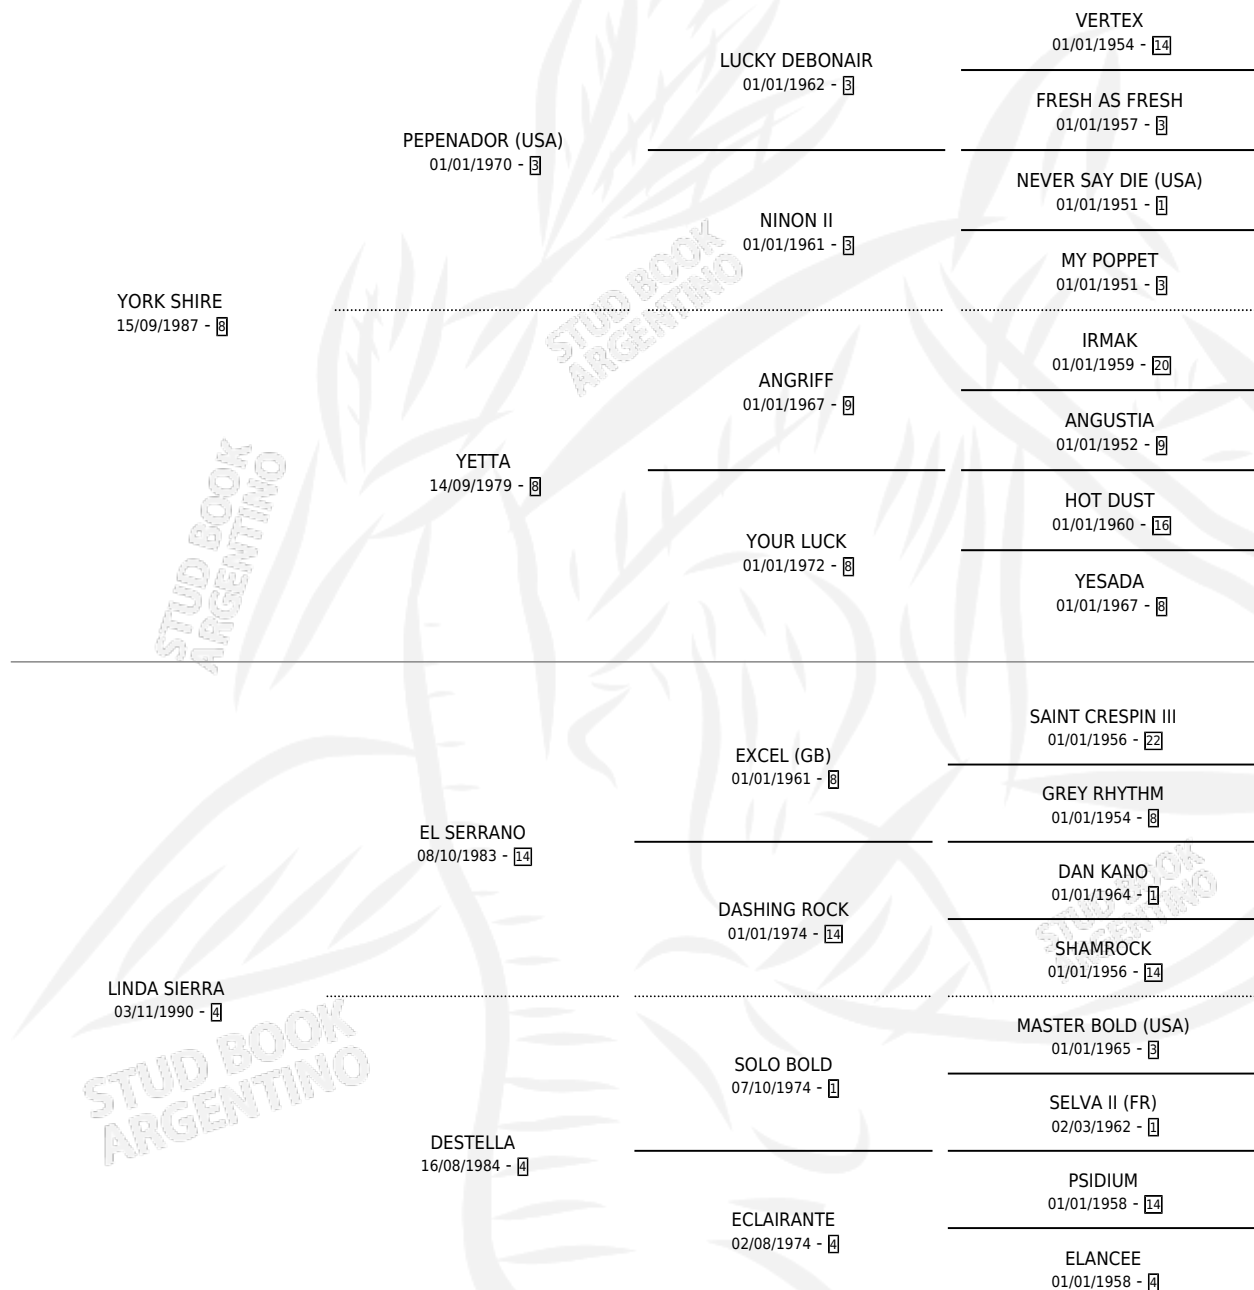 VERTEX
01/01/1954 - 14
LUCKY DEBONAIR
01/01/1962 - 3
FRESH AS FRESH
01/01/1957 - 3
PEPENADOR (USA)
01/01/1970 - 3
NEVER SAY DIE (USA)
01/01/1951 - 1
NINON II
01/01/1961 - 3
MY POPPET
01/01/1951 - 3
YORK SHIRE
15/09/1987 - 8
IRMAK
01/01/1959 - 20
ANGRIFF
01/01/1967 - 9
ANGUSTIA
01/01/1952 - 9
YETTA
14/09/1979 - 8
HOT DUST
01/01/1960 - 16
YOUR LUCK
01/01/1972 - 8
YESADA
01/01/1967 - 8
STUD BOOK
ARGENTINO
STUD BOOK
ARGENTINO
SAINT CRESPIN III
01/01/1956 - 22
EXCEL (GB)
01/01/1961 - 8
GREY RHYTHM
01/01/1954 - 8
EL SERRANO
08/10/1983 - 14
DAN KANO
01/01/1964 - 1
DASHING ROCK
01/01/1974 - 14
SHAMROCK
01/01/1956 - 14
STUD BOOK
ARGENTINO
LINDA SIERRA
03/11/1990 - 4
MASTER BOLD (USA)
01/01/1965 - 3
SOLO BOLD
07/10/1974 - 1
SELVA II (FR)
02/03/1962 - 1
DESTELLA
16/08/1984 - 4
PSIDIUM
01/01/1958 - 14
ECLAIRANTE
02/08/1974 - 4
ELANCEE
01/01/1958 - 4
STUD BOOK
ARGENTINO